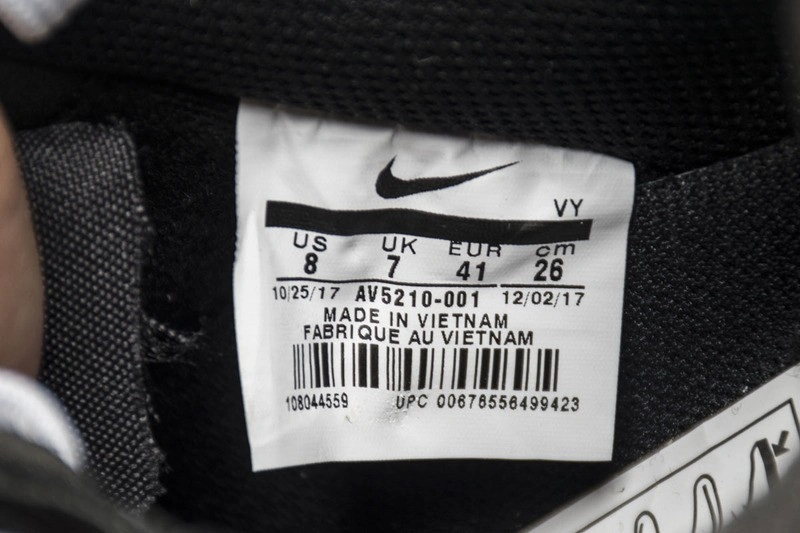 VY
US UK EUR cm
8 7 41 26
10/25/17 AV5210-001 12/02/17
MADE IN VIETNAM
FABRIQUE AU VIETNAM
108044559 UPC 00676556499423